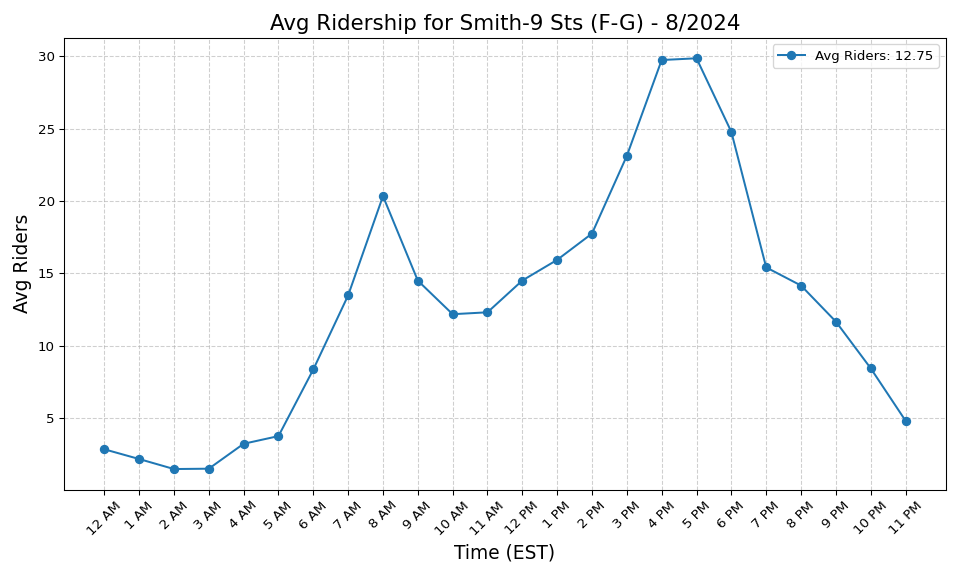 Avg Ridership for Smith-9 Sts (F-G) - 8/2024
Avg Riders: 12.75
30
25
20
15
10
5
Avg Riders
12 AM
1 AM
2 AM
3 AM
4 AM
5 AM
6 AM
7 AM
8 AM
9 AM
10 AM
11 AM
12 PM
1 PM
2 PM
3 PM
4 PM
5 PM
6 PM
7 PM
8 PM
9 PM
10 PM
11 PM
Time (EST)